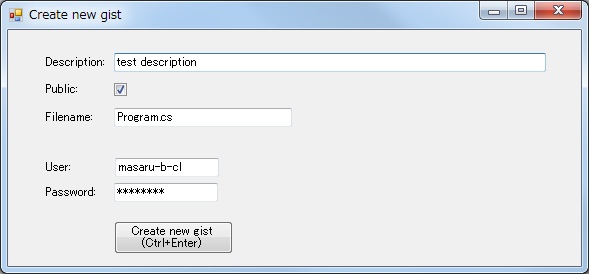 Create new gist
Description: test description
Public:
Filename: Program.cs
User: masaru-b-cl
Password: ********
Create new gist
(Ctrl+Enter)